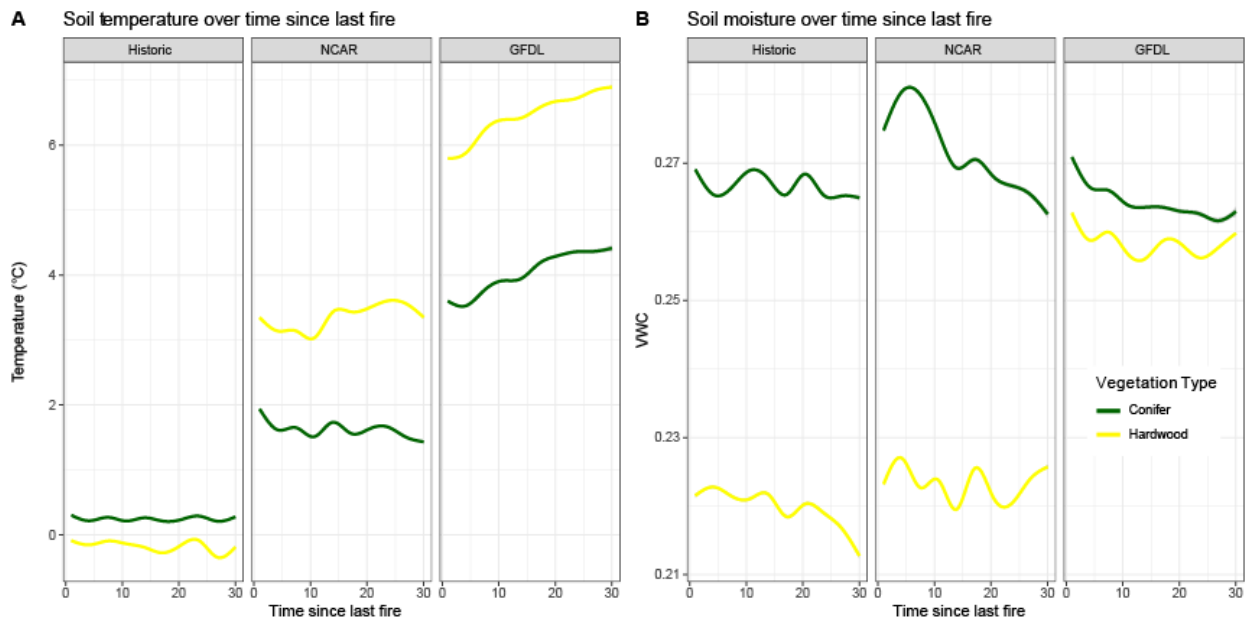 A Soil temperature over time since last fire
Historic NCAR GFDL
Temperature (°C)
6
4
2
0
0 10 20 30 0 10 20 30 0 10 20 30
Time since last fire
B Soil moisture over time since last fire
Historic NCAR GFDL
VWC
0.27
0.25
0.23
0.21
Vegetation Type
Conifer
Hardwood
0 10 20 30 0 10 20 30 0 10 20 30
Time since last fire